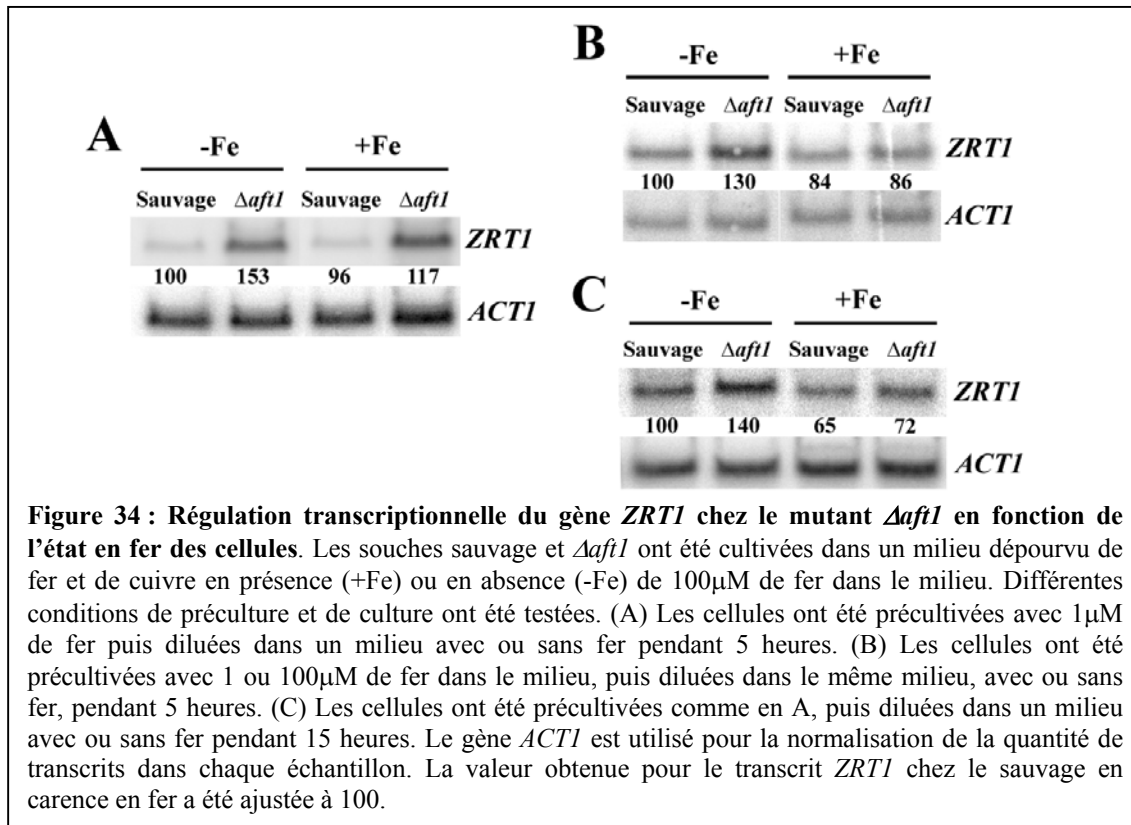 A
-Fe +Fe
Sauvage Δaft1 Sauvage Δaft1
ZRT1
100 153 96 117
ACT1
B
-Fe +Fe
Sauvage Δaft1 Sauvage Δaft1
ZRT1
100 130 84 86
ACT1
C
-Fe +Fe
Sauvage Δaft1 Sauvage Δaft1
ZRT1
100 140 65 72
ACT1
Figure 34 : Régulation transcriptionnelle du gène ZRT1 chez le mutant Δaft1 en fonction de
l'état en fer des cellules. Les souches sauvage et Δaft1 ont été cultivées dans un milieu dépourvu de
fer et de cuivre en présence (+Fe) ou en absence (-Fe) de 100μM de fer dans le milieu. Différentes
conditions de préculture et de culture ont été testées. (A) Les cellules ont été précultivées avec 1μM
de fer puis diluées dans un milieu avec ou sans fer pendant 5 heures. (B) Les cellules ont été
précultivées avec 1 ou 100μM de fer dans le milieu, puis diluées dans le même milieu, avec ou sans
fer, pendant 5 heures. (C) Les cellules ont été précultivées comme en A, puis diluées dans un milieu
avec ou sans fer pendant 15 heures. Le gène ACT1 est utilisé pour la normalisation de la quantité de
transcrits dans chaque échantillon. La valeur obtenue pour le transcrit ZRT1 chez le sauvage en
carence en fer a été ajustée à 100.